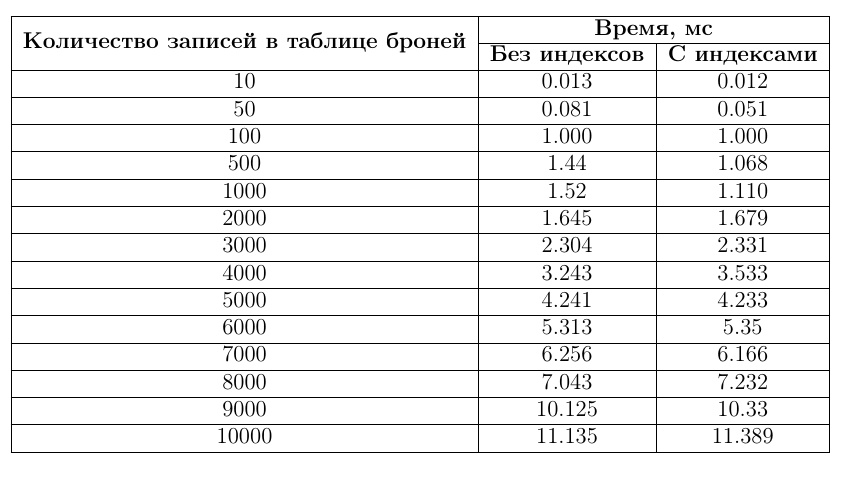 Количество записей в таблице броней Время, мс
Без индексов С индексами
10 0.013 0.012
50 0.081 0.051
100 1.000 1.000
500 1.44 1.068
1000 1.52 1.110
2000 1.645 1.679
3000 2.304 2.331
4000 3.243 3.533
5000 4.241 4.233
6000 5.313 5.35
7000 6.256 6.166
8000 7.043 7.232
9000 10.125 10.33
10000 11.135 11.389